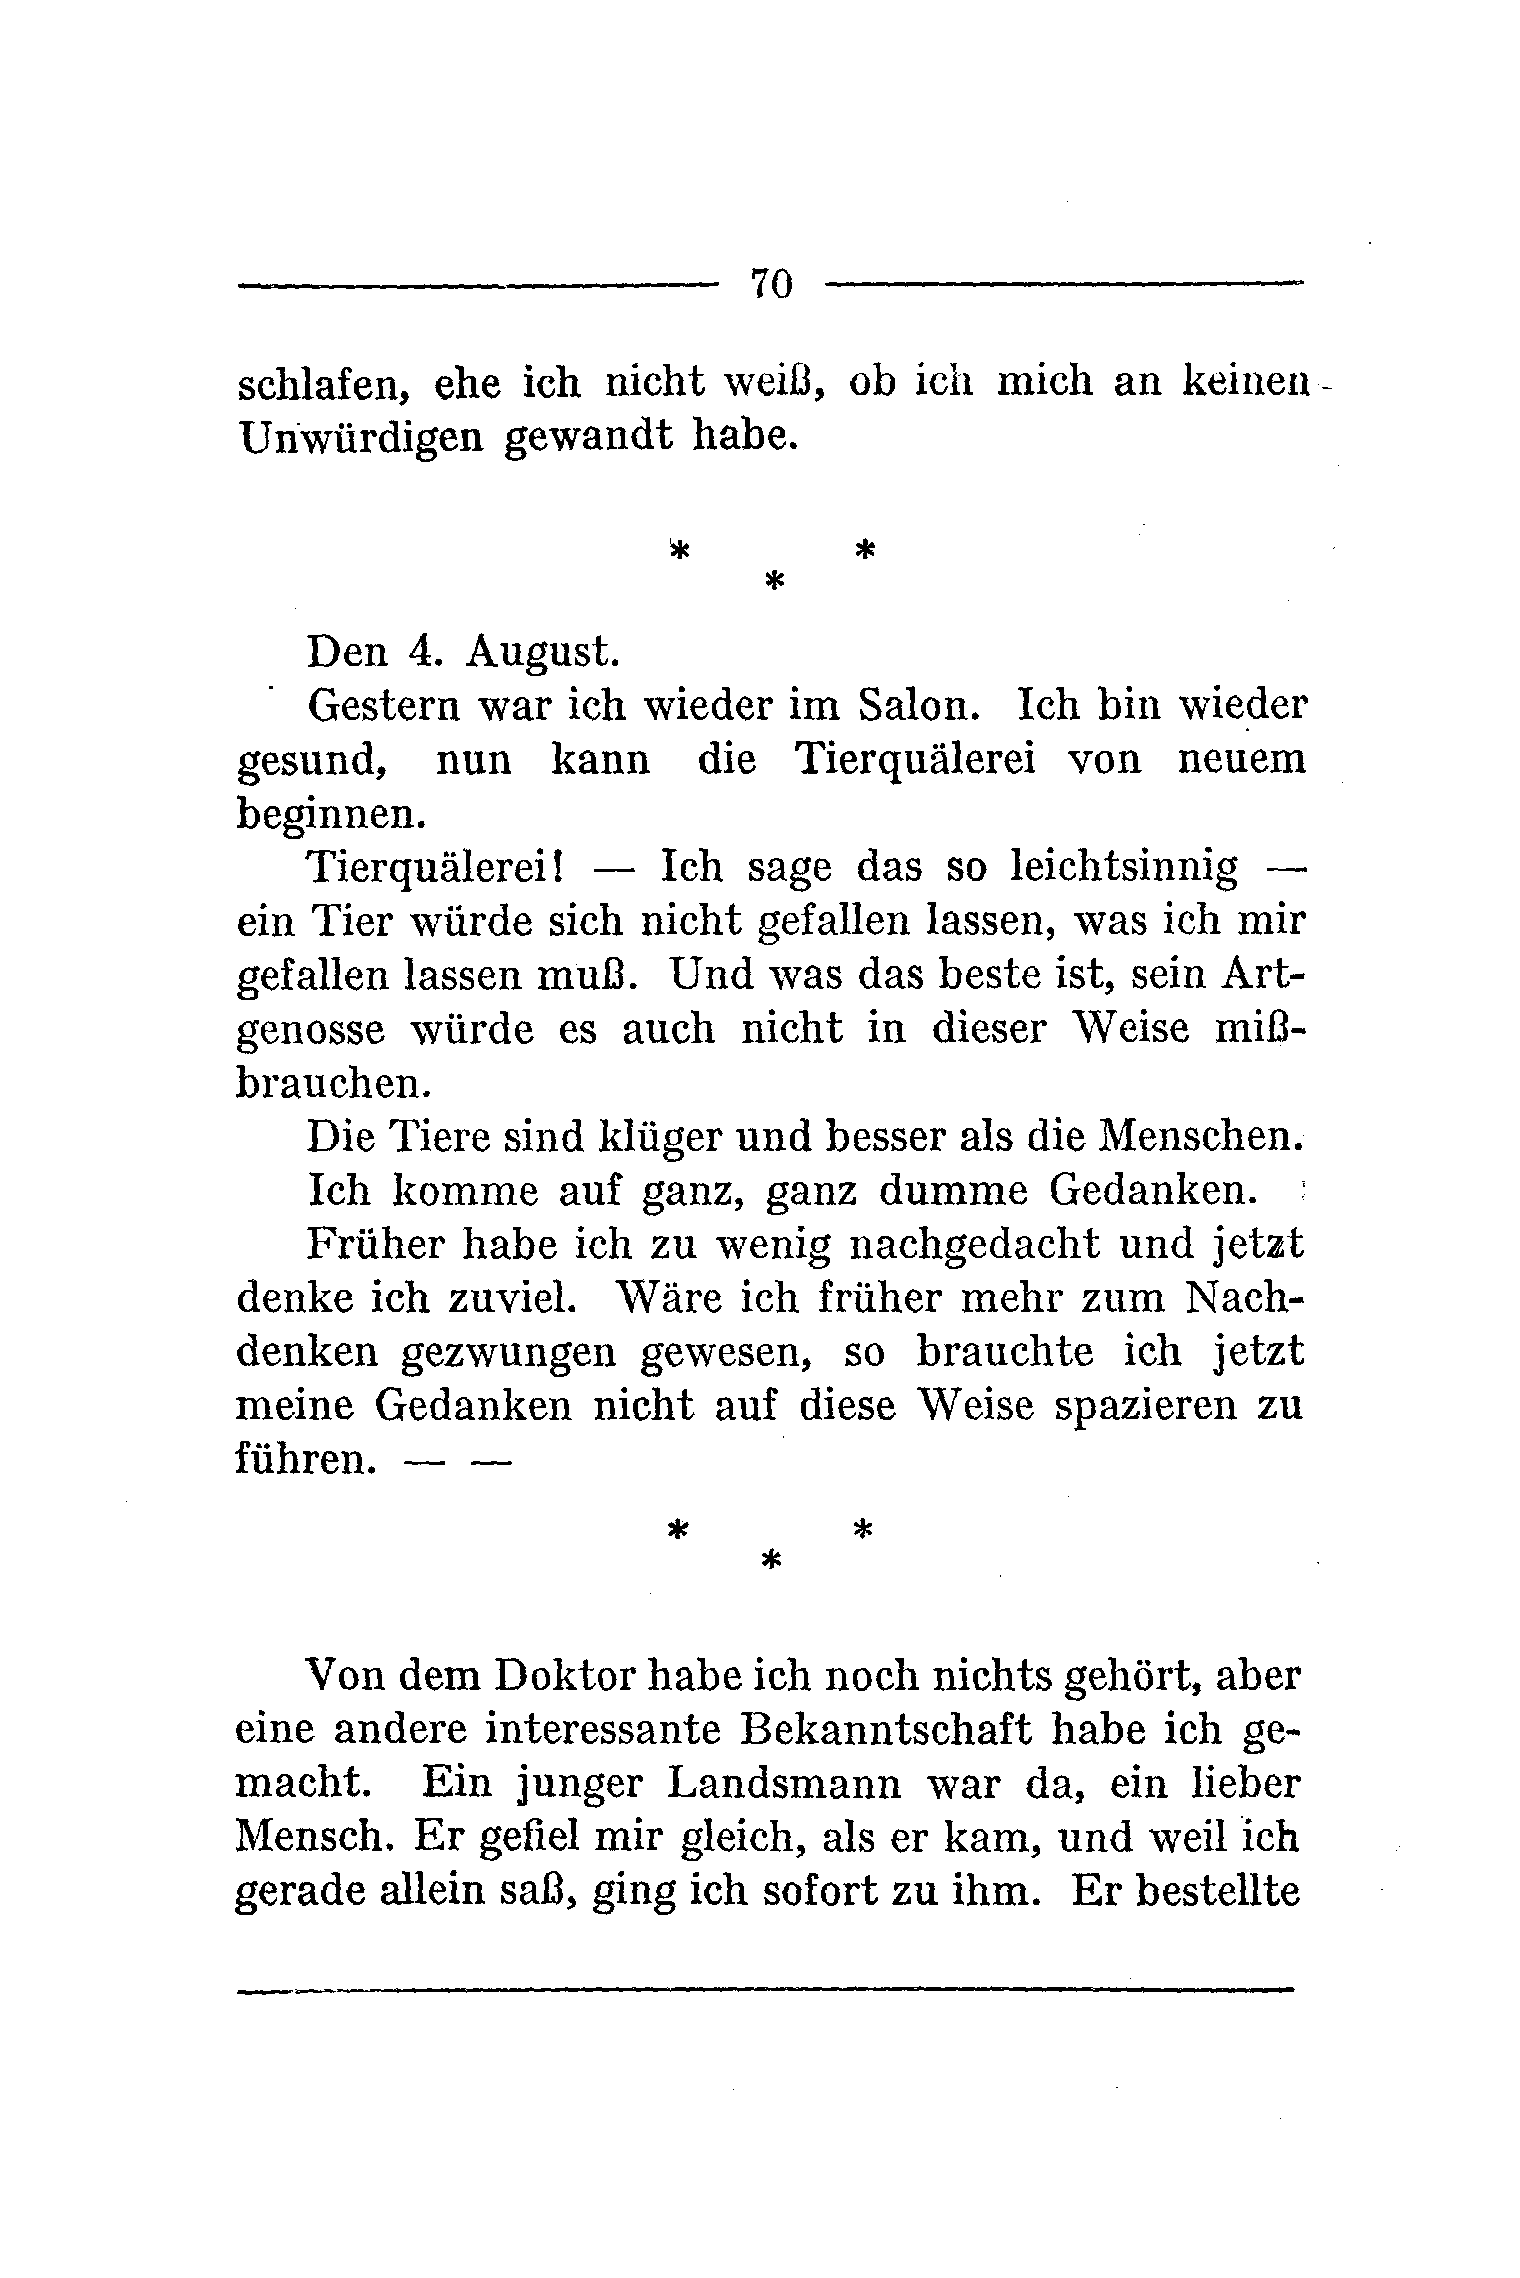 70
schlafen, ehe ich nicht weiß, ob ich mich an keinen
Unwürdigen gewandt habe.
* *
*
Den 4. August.
Gestern war ich wieder im Salon. Ich bin wieder
gesund, nun kann die Tierquälerei von neuem
beginnen.
Tierquälerei! — Ich sage das so leichtsinnig —
ein Tier würde sich nicht gefallen lassen, was ich mir
gefallen lassen muß. Und was das beste ist, sein Art-
genosse würde es auch nicht in dieser Weise miß-
brauchen.
Die Tiere sind klüger und besser als die Menschen.
Ich komme auf ganz, ganz dumme Gedanken.
Früher habe ich zu wenig nachgedacht und jetzt
denke ich zuviel. Wäre ich früher mehr zum Nach-
denken gezwungen gewesen, so brauchte ich jetzt
meine Gedanken nicht auf diese Weise spazieren zu
führen. — —
* *
*
Von dem Doktor habe ich noch nichts gehört, aber
eine andere interessante Bekanntschaft habe ich ge-
macht. Ein junger Landsmann war da, ein lieber
Mensch. Er gefiel mir gleich, als er kam, und weil ich
gerade allein saß, ging ich sofort zu ihm. Er bestellte